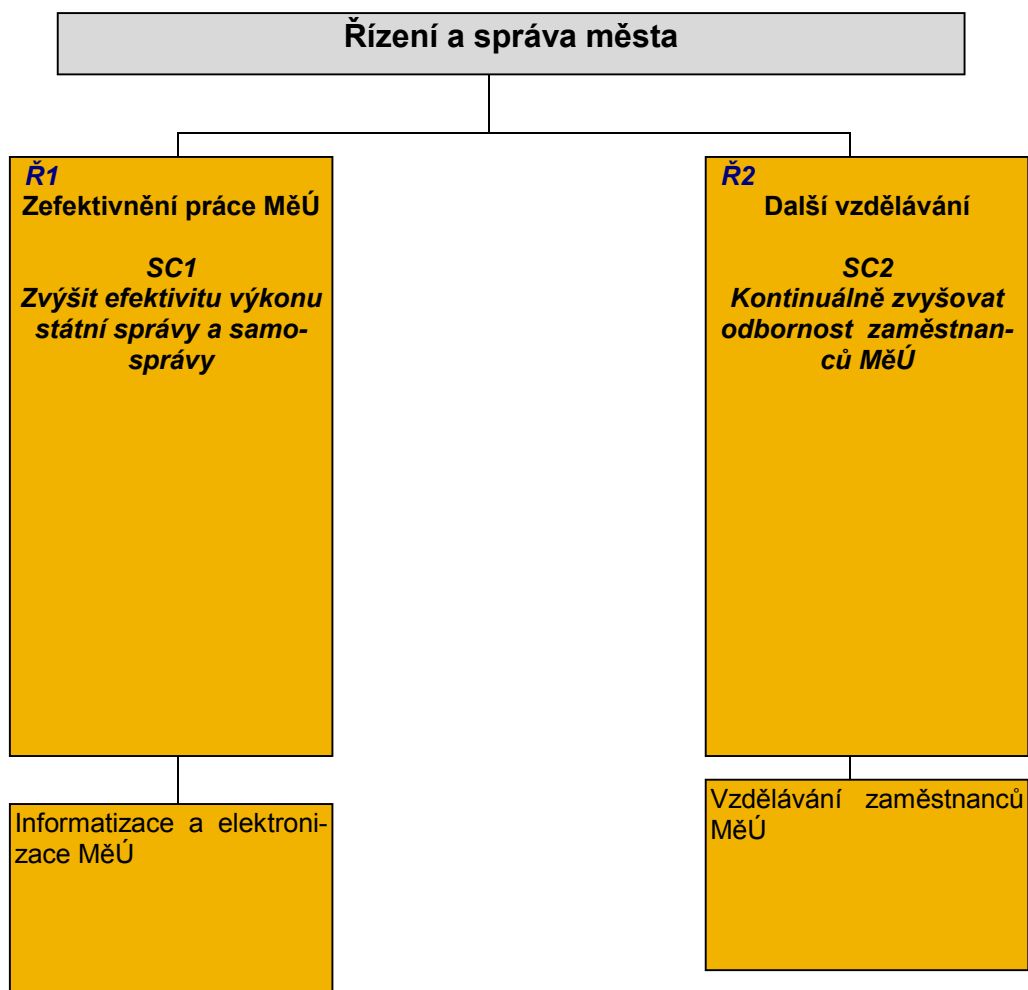 Řízení a správa města
Ř1
Zefektivnění práce MěÚ
SC1
Zvýšit efektivitu výkonu
státní správy a samo-
správy
Ř2
Další vzdělávání
SC2
Kontinuálně zvyšovat
odbornost zaměstnan-
ců MěÚ
Informatizace a elektroni-
zace MěÚ
Vzdělávání zaměstnanců
MěÚ